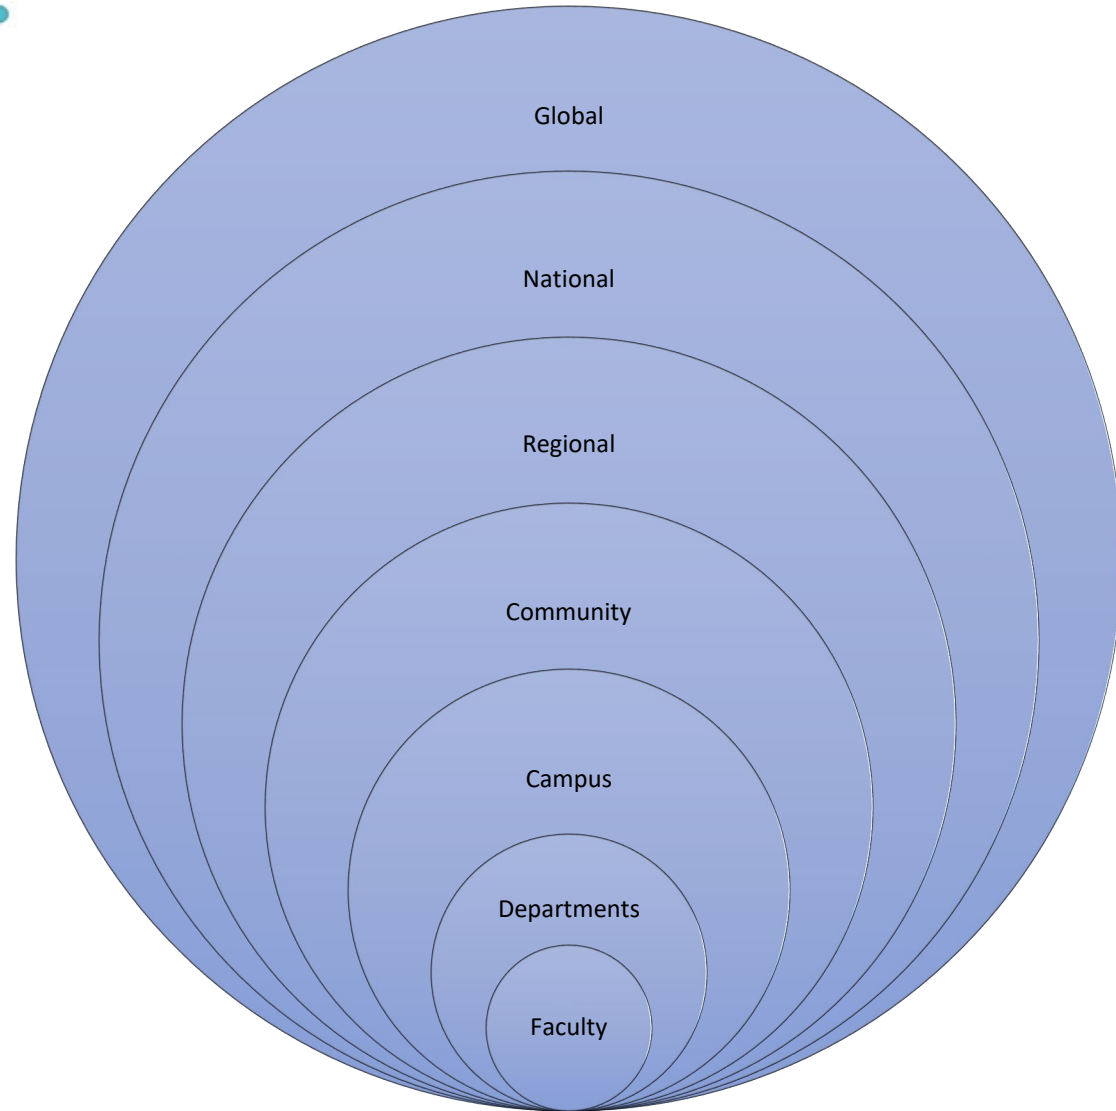 Global
National
Regional
Community
Campus
Departments
Faculty